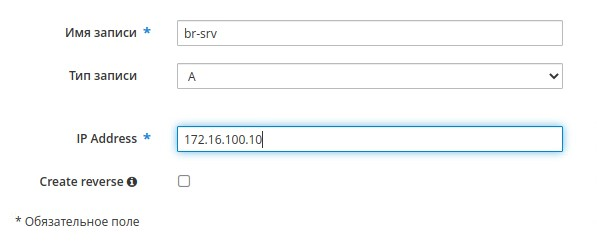 Имя записи * br-srv
Тип записи A
IP Address * 172.16.100.10
Create reverse
* Обязательное поле